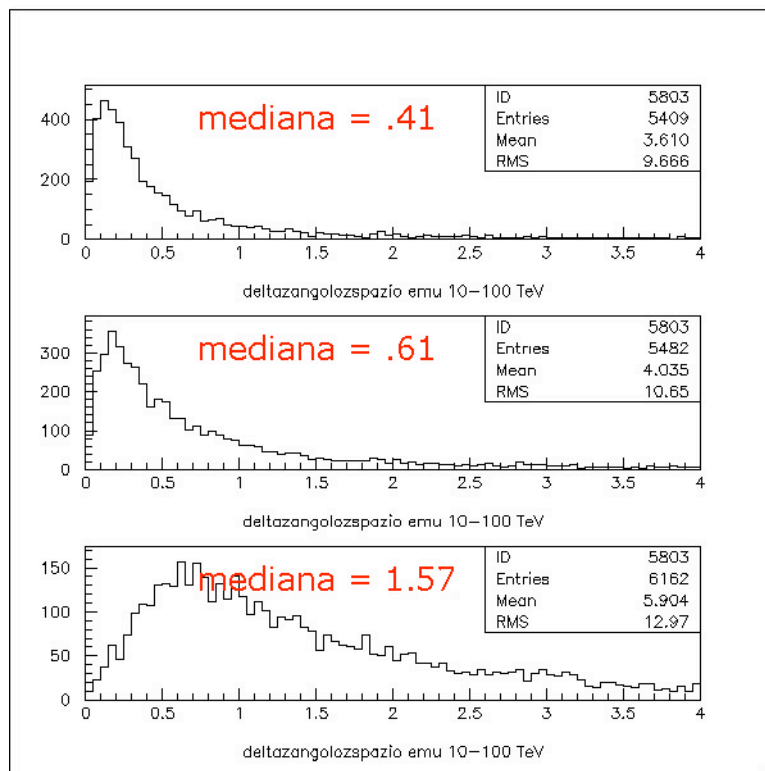 mediana = .41
ID 5803
Entries 5409
Mean 3.610
RMS 9.666
400
200
0
0 0.5 1 1.5 2 2.5 3 3.5 4
deltazangolozspazio emu 10-100 TeV
mediana = .61
ID 5803
Entries 5482
Mean 4.035
RMS 10.65
300
200
100
0
0 0.5 1 1.5 2 2.5 3 3.5 4
deltazangolozspazio emu 10-100 TeV
mediana = 1.57
ID 5803
Entries 6162
Mean 5.904
RMS 12.97
150
100
50
0
0 0.5 1 1.5 2 2.5 3 3.5 4
deltazangolozspazio emu 10-100 TeV